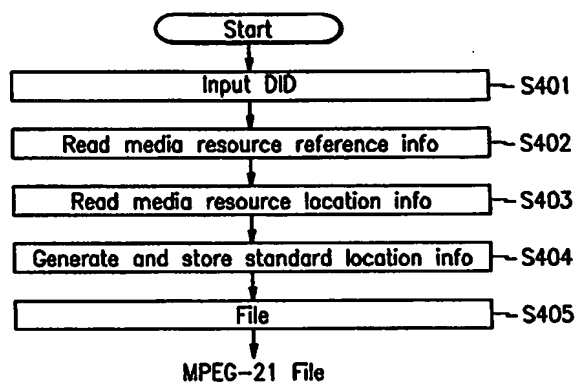 Start
Input DID
S401
Read media resource reference info
S402
Read media resource location info
S403
Generate and store standard location info
S404
File
S405
MPEG-21 File